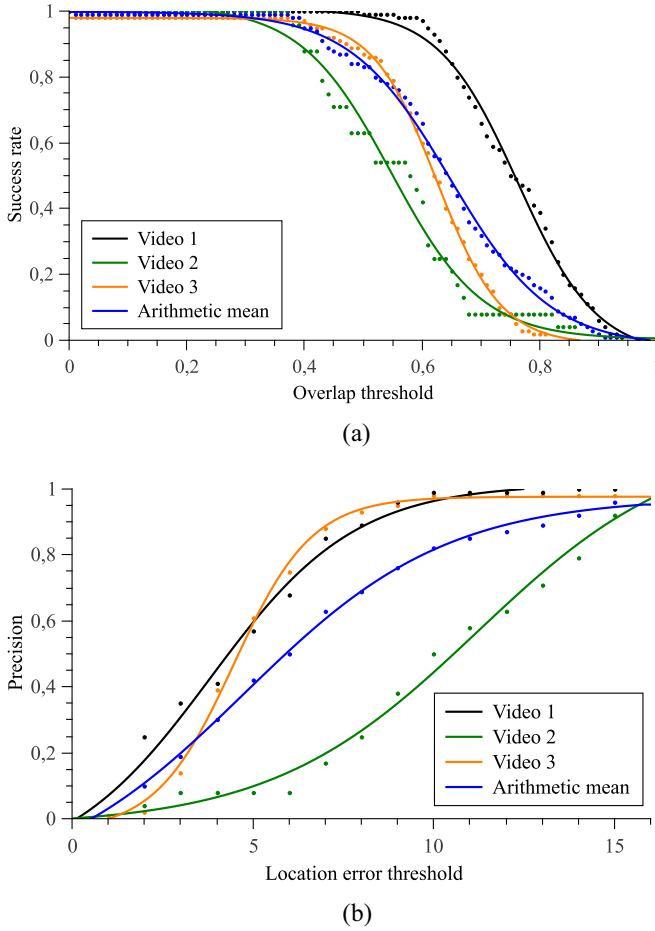 1
0,8
0,6
0,4
0,2
0
Success rate
Video 1
Video 2
Video 3
Arithmetic mean
0 0,2 0,4 0,6 0,8
Overlap threshold
(a)
1
0,8
0,6
0,4
0,2
0
Precision
Video 1
Video 2
Video 3
Arithmetic mean
0 5 10 15
Location error threshold
(b)